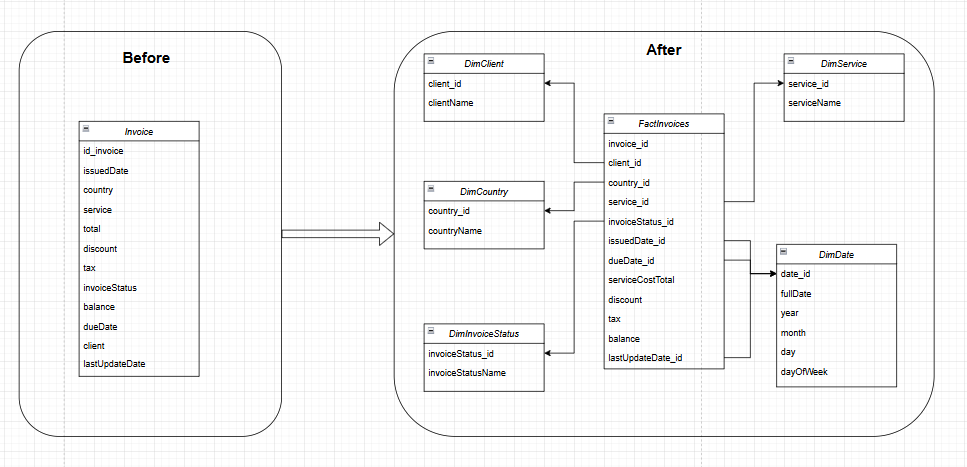 Before
Invoice
id_invoice
issuedDate
country
service
total
discount
tax
invoiceStatus
balance
dueDate
client
lastUpdateDate
After
DimClient
client_id
clientName
DimCountry
country_id
countryName
DimInvoiceStatus
invoiceStatus_id
invoiceStatusName
FactInvoices
invoice_id
client_id
country_id
service_id
invoiceStatus_id
issuedDate_id
dueDate_id
serviceCostTotal
discount
tax
balance
lastUpdateDate_id
DimService
service_id
serviceName
DimDate
date_id
fullDate
year
month
day
dayOfWeek